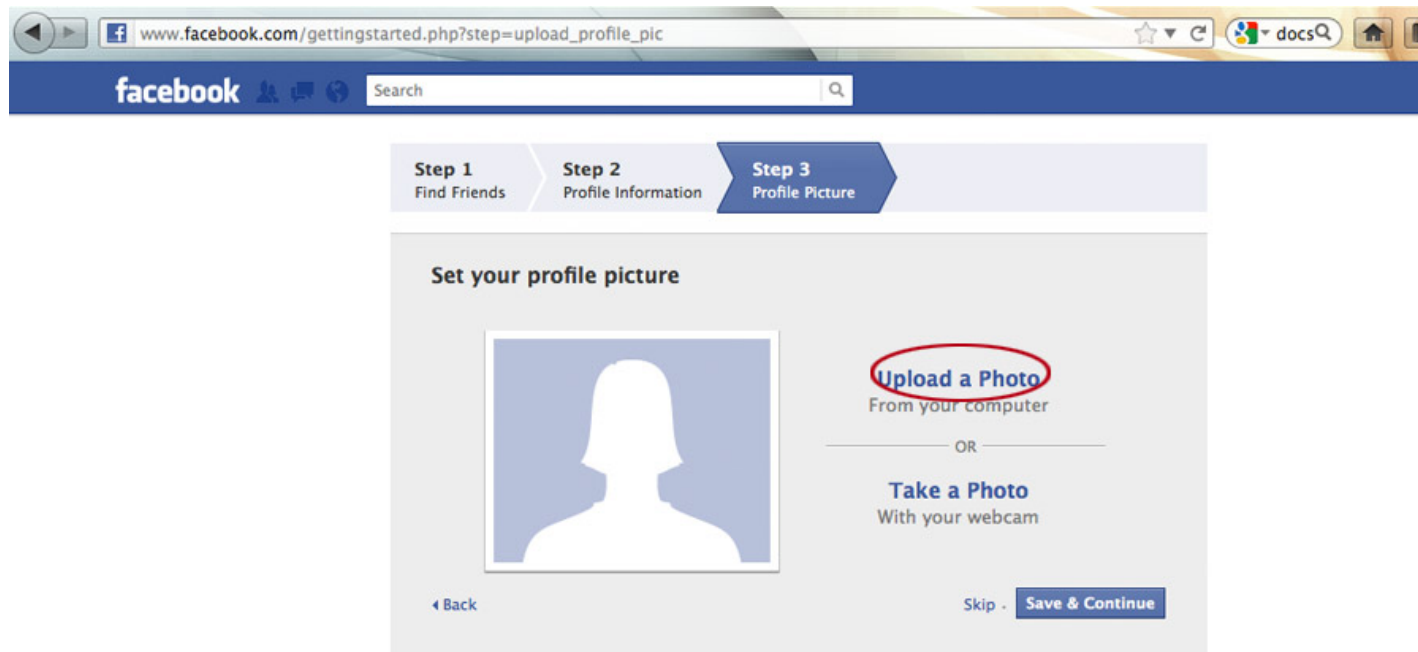 www.facebook.com/gettingstarted.php?step=upload_profile_pic
docs
facebook
Search
Step 1
Find Friends
Step 2
Profile Information
Step 3
Profile Picture
Set your profile picture
Upload a Photo
From your computer
OR
Take a Photo
With your webcam
Back
Skip · Save & Continue